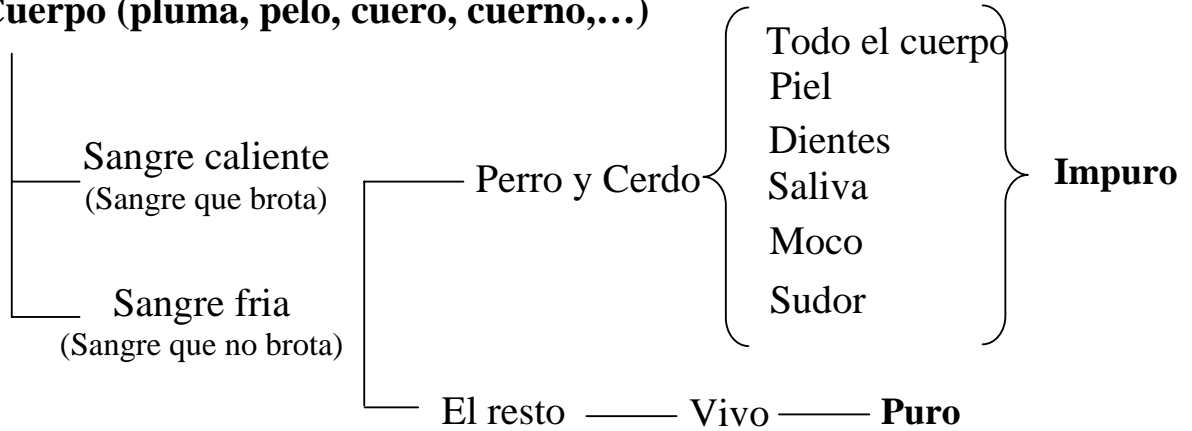 Cuerpo (pluma, pelo, cuero, cuerno,…)
Sangre caliente
(Sangre que brota)
Sangre fria
(Sangre que no brota)
Perro y Cerdo
Todo el cuerpo
Piel
Dientes
Saliva
Moco
Sudor
Impuro
El resto
Vivo
Puro